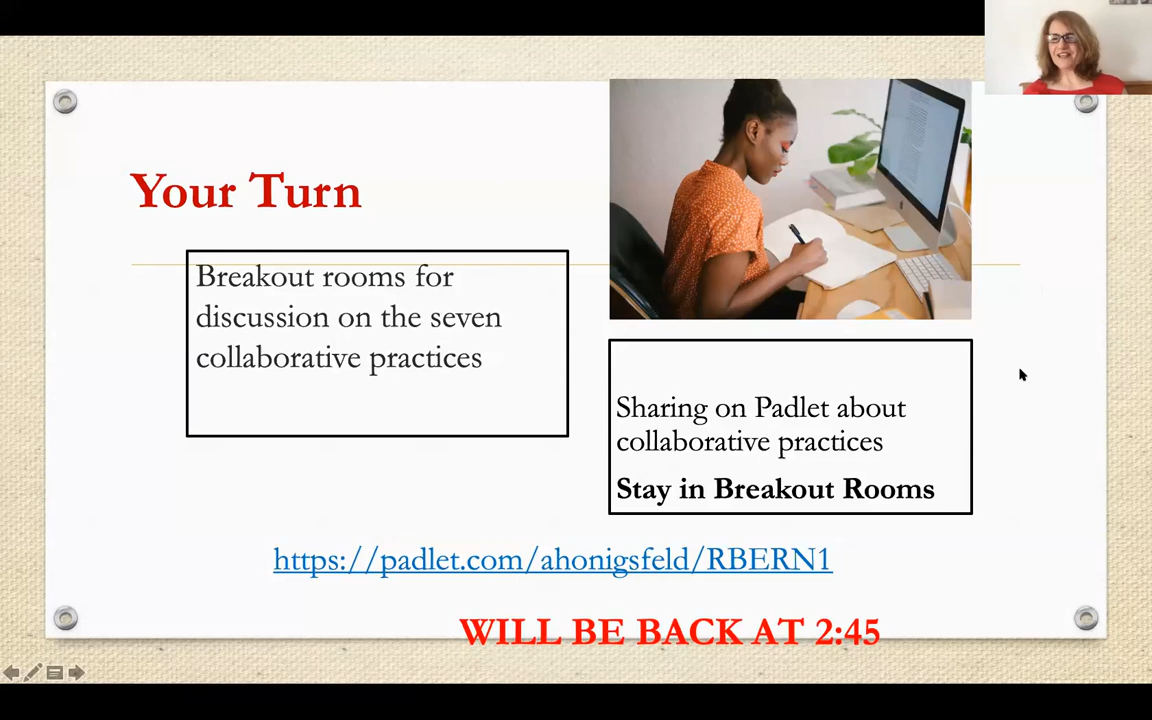 Your Turn
Breakout rooms for
discussion on the seven
collaborative practices
Sharing on Padlet about
collaborative practices
Stay in Breakout Rooms
https://padlet.com/ahonigsfeld/RBERN1
WILL BE BACK AT 2:45